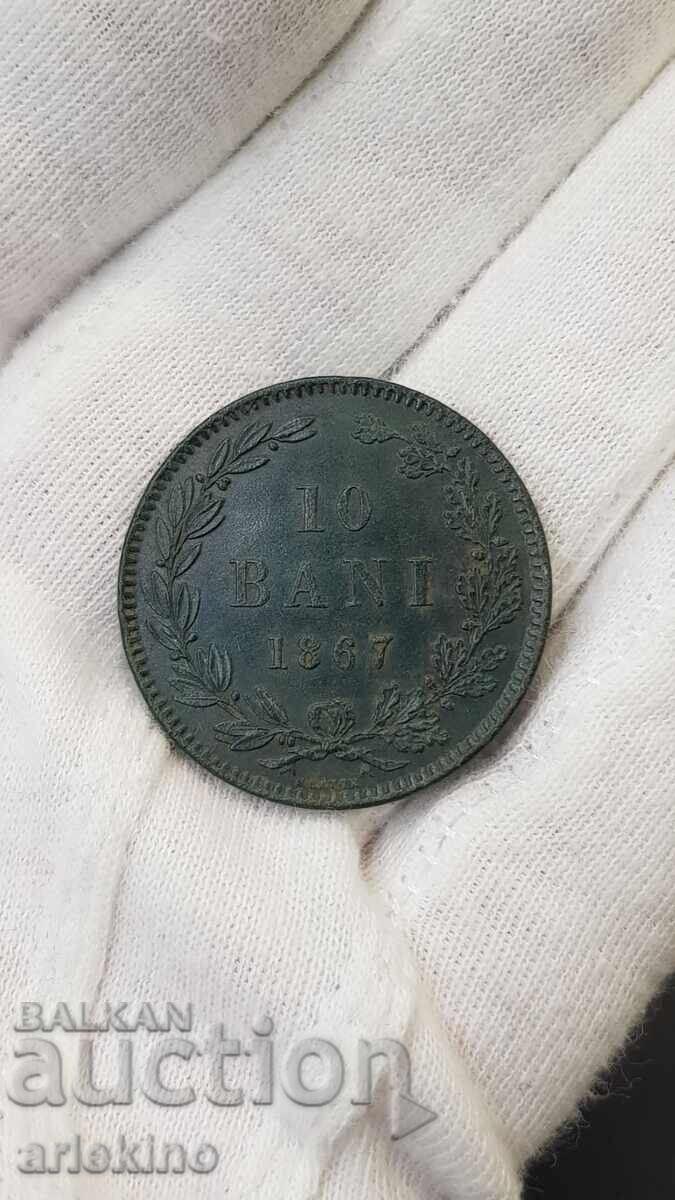 10
BANI
1867
BALKAN
auction
arlekino